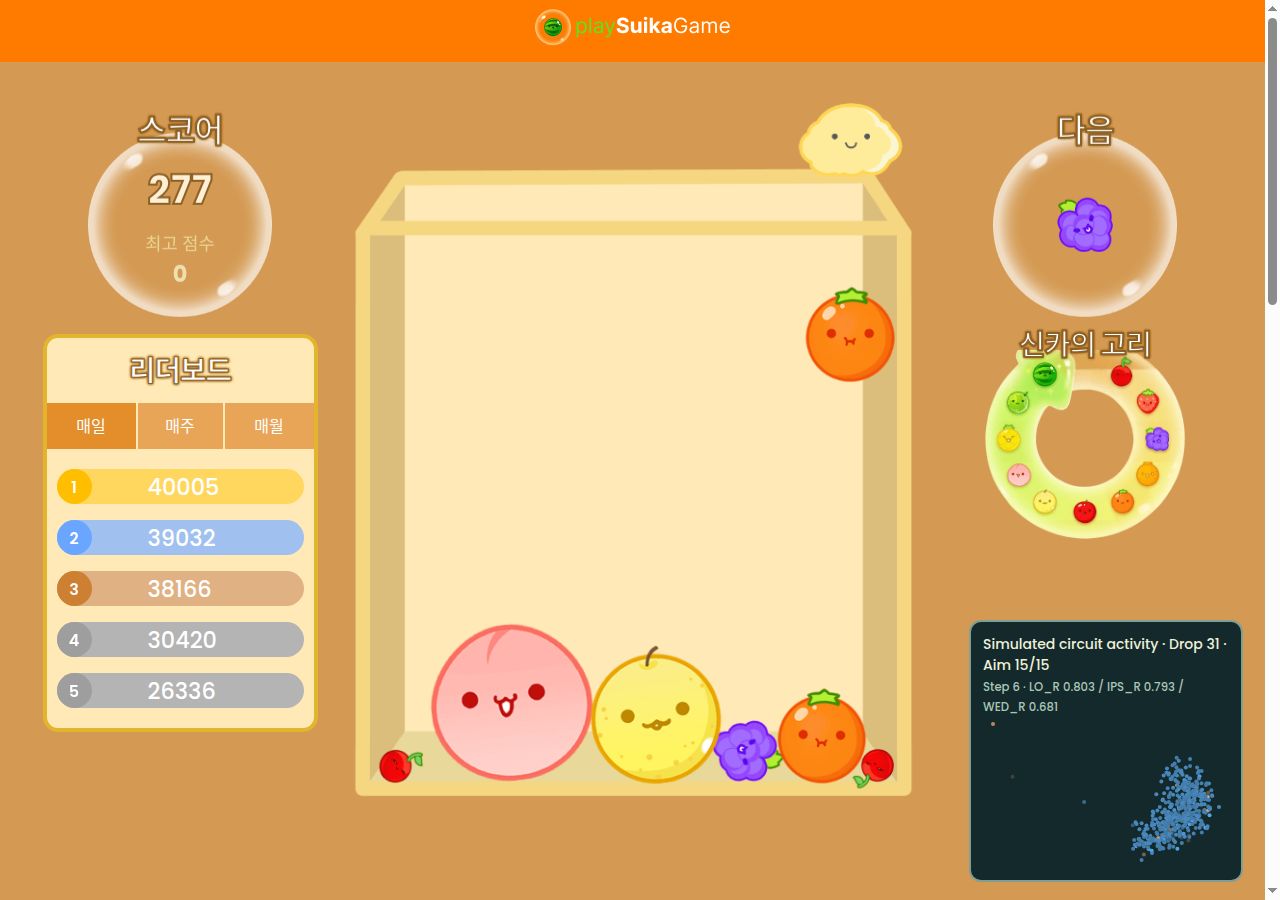 playSuikaGame
스코어
277
최고 점수
0
리더보드
매일
매주
매월
1 40005
2 39032
3 38166
4 30420
5 26336
다음
신카의 고리
Simulated circuit activity · Drop 31 ·
Aim 15/15
Step 6 · LO_R 0.803 / IPS_R 0.793 /
WED_R 0.681